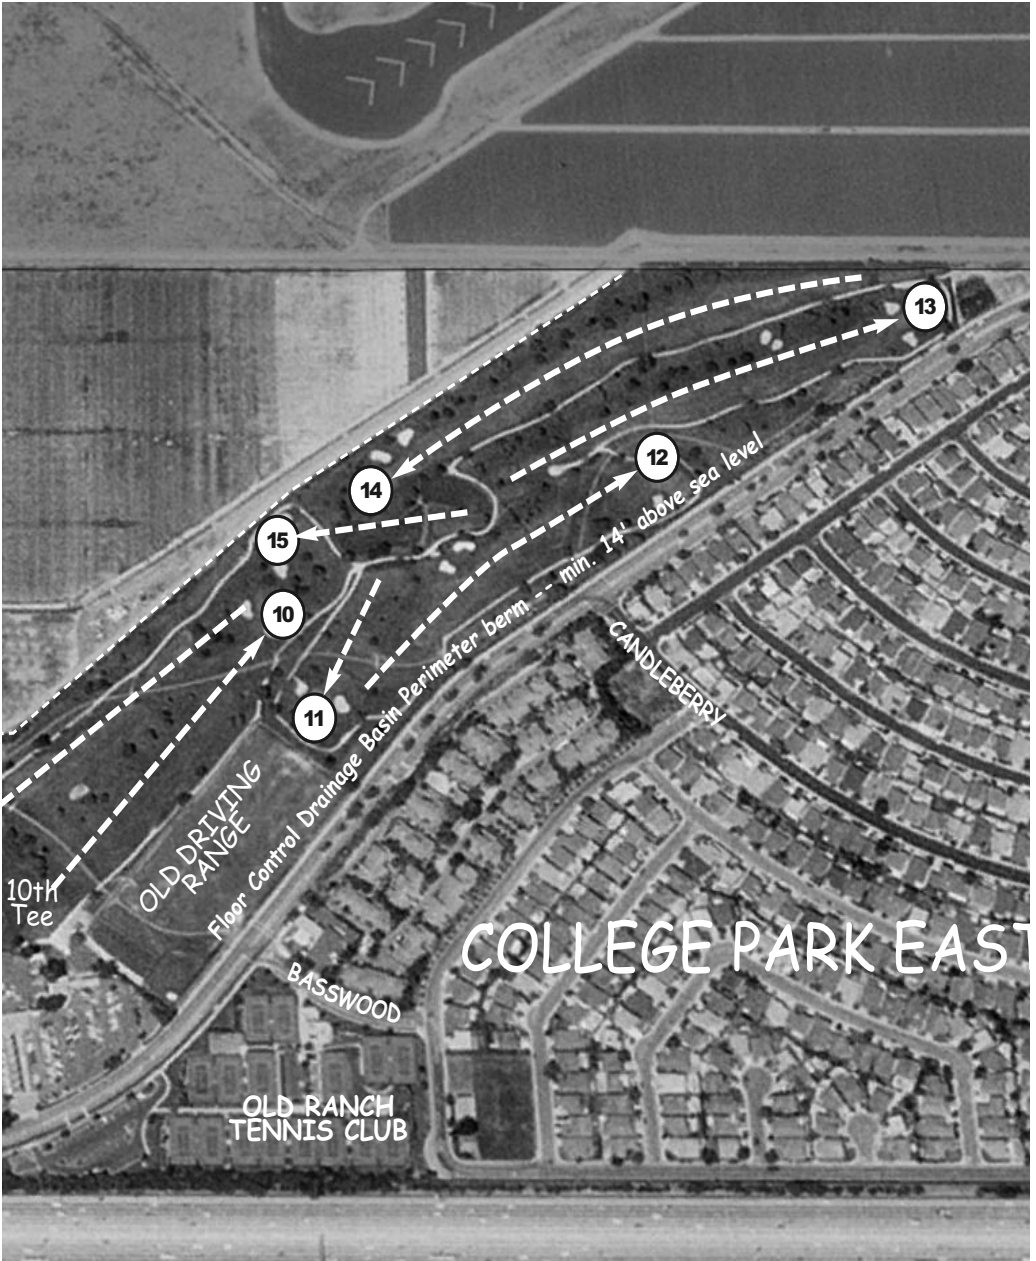 13
12
14
15
10
11
Floor Control Drainage Basin Perimeter berm -- min. 14' above sea level
CANDLEBERRY
OLD DRIVING
RANGE
10th
Tee
COLLEGE PARK EAST
BASSWOOD
OLD RANCH
TENNIS CLUB